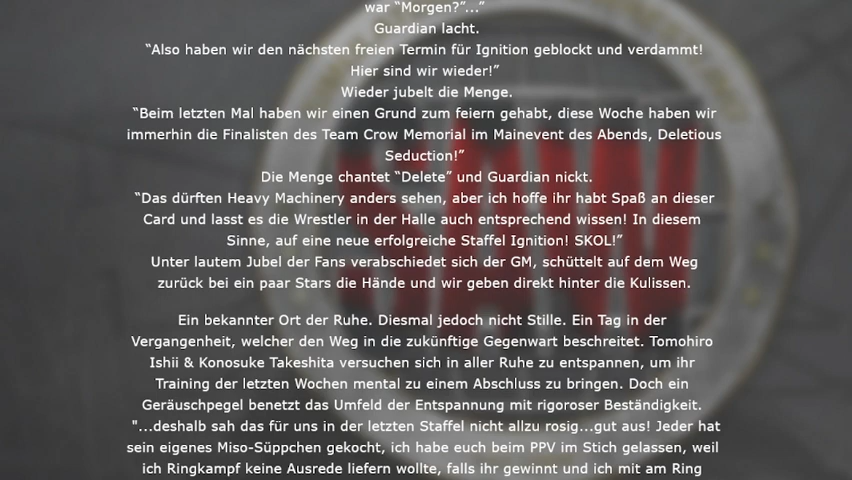 war “Morgen?”...”
Guardian lacht.
“Also haben wir den nächsten freien Termin für Ignition geblockt und verdammt!
Hier sind wir wieder!”
Wieder jubelt die Menge.
“Beim letzten Mal haben wir einen Grund zum feiern gehabt, diese Woche haben wir
immerhin die Finalisten des Team Crow Memorial im Mainevent des Abends, Deletious
Seduction!”
Die Menge chantet “Delete” und Guardian nickt.
“Das dürften Heavy Machinery anders sehen, aber ich hoffe ihr habt Spaß an dieser
Card und lasst es die Wrestler in der Halle auch entsprechend wissen! In diesem
Sinne, auf eine neue erfolgreiche Staffel Ignition! SKOL!”
Unter lautem Jubel der Fans verabschiedet sich der GM, schüttelt auf dem Weg
zurück bei ein paar Stars die Hände und wir geben direkt hinter die Kulissen.
Ein bekannter Ort der Ruhe. Diesmal jedoch nicht Stille. Ein Tag in der
Vergangenheit, welcher den Weg in die zukünftige Gegenwart beschreitet. Tomohiro
Ishii & Konosuke Takeshita versuchen sich in aller Ruhe zu entspannen, um ihr
Training der letzten Wochen mental zu einem Abschluss zu bringen. Doch ein
Geräuschpegel benetzt das Umfeld der Entspannung mit rigoroser Beständigkeit.
"...deshalb sah das für uns in der letzten Staffel nicht allzu rosig...gut aus! Jeder hat
sein eigenes Miso-Süppchen gekocht, ich habe euch beim PPV im Stich gelassen, weil
ich Ringkampf keine Ausrede liefern wollte, falls ihr gewinnt und ich mit am Ring